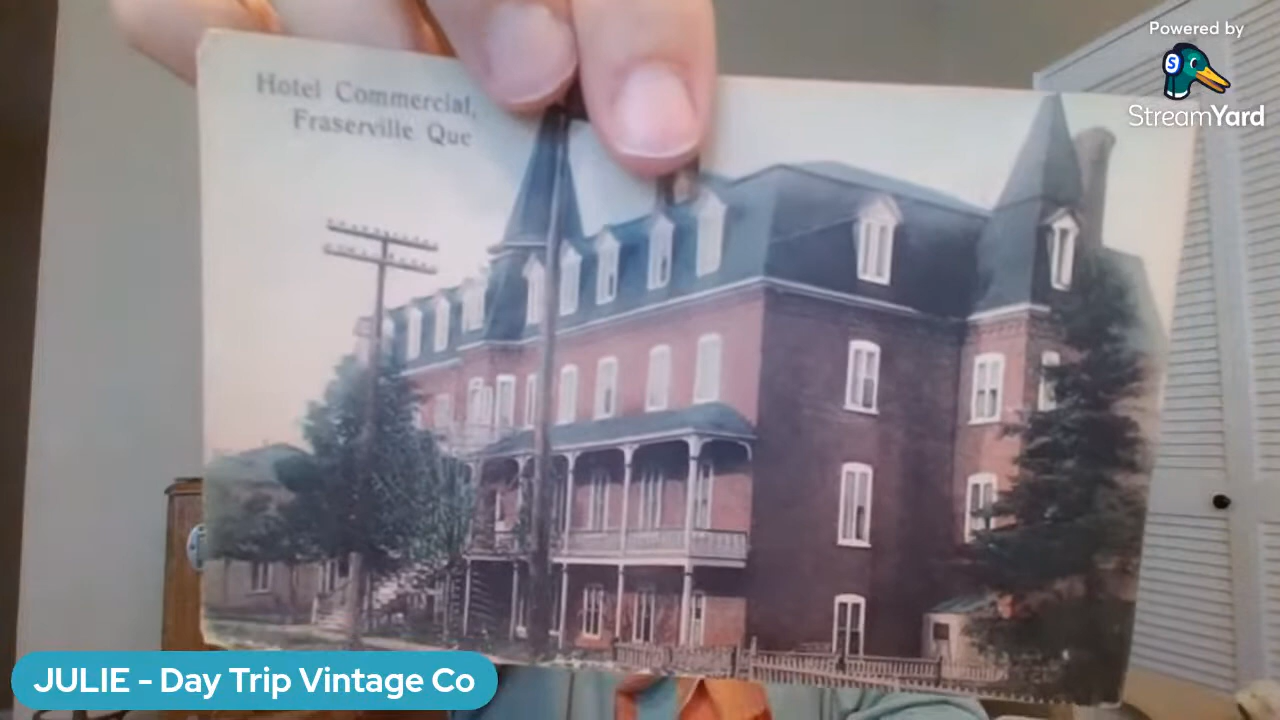 Hotel Commercial,
Fraserville Que
Powered by
S
StreamYard
JULIE - Day Trip Vintage Co